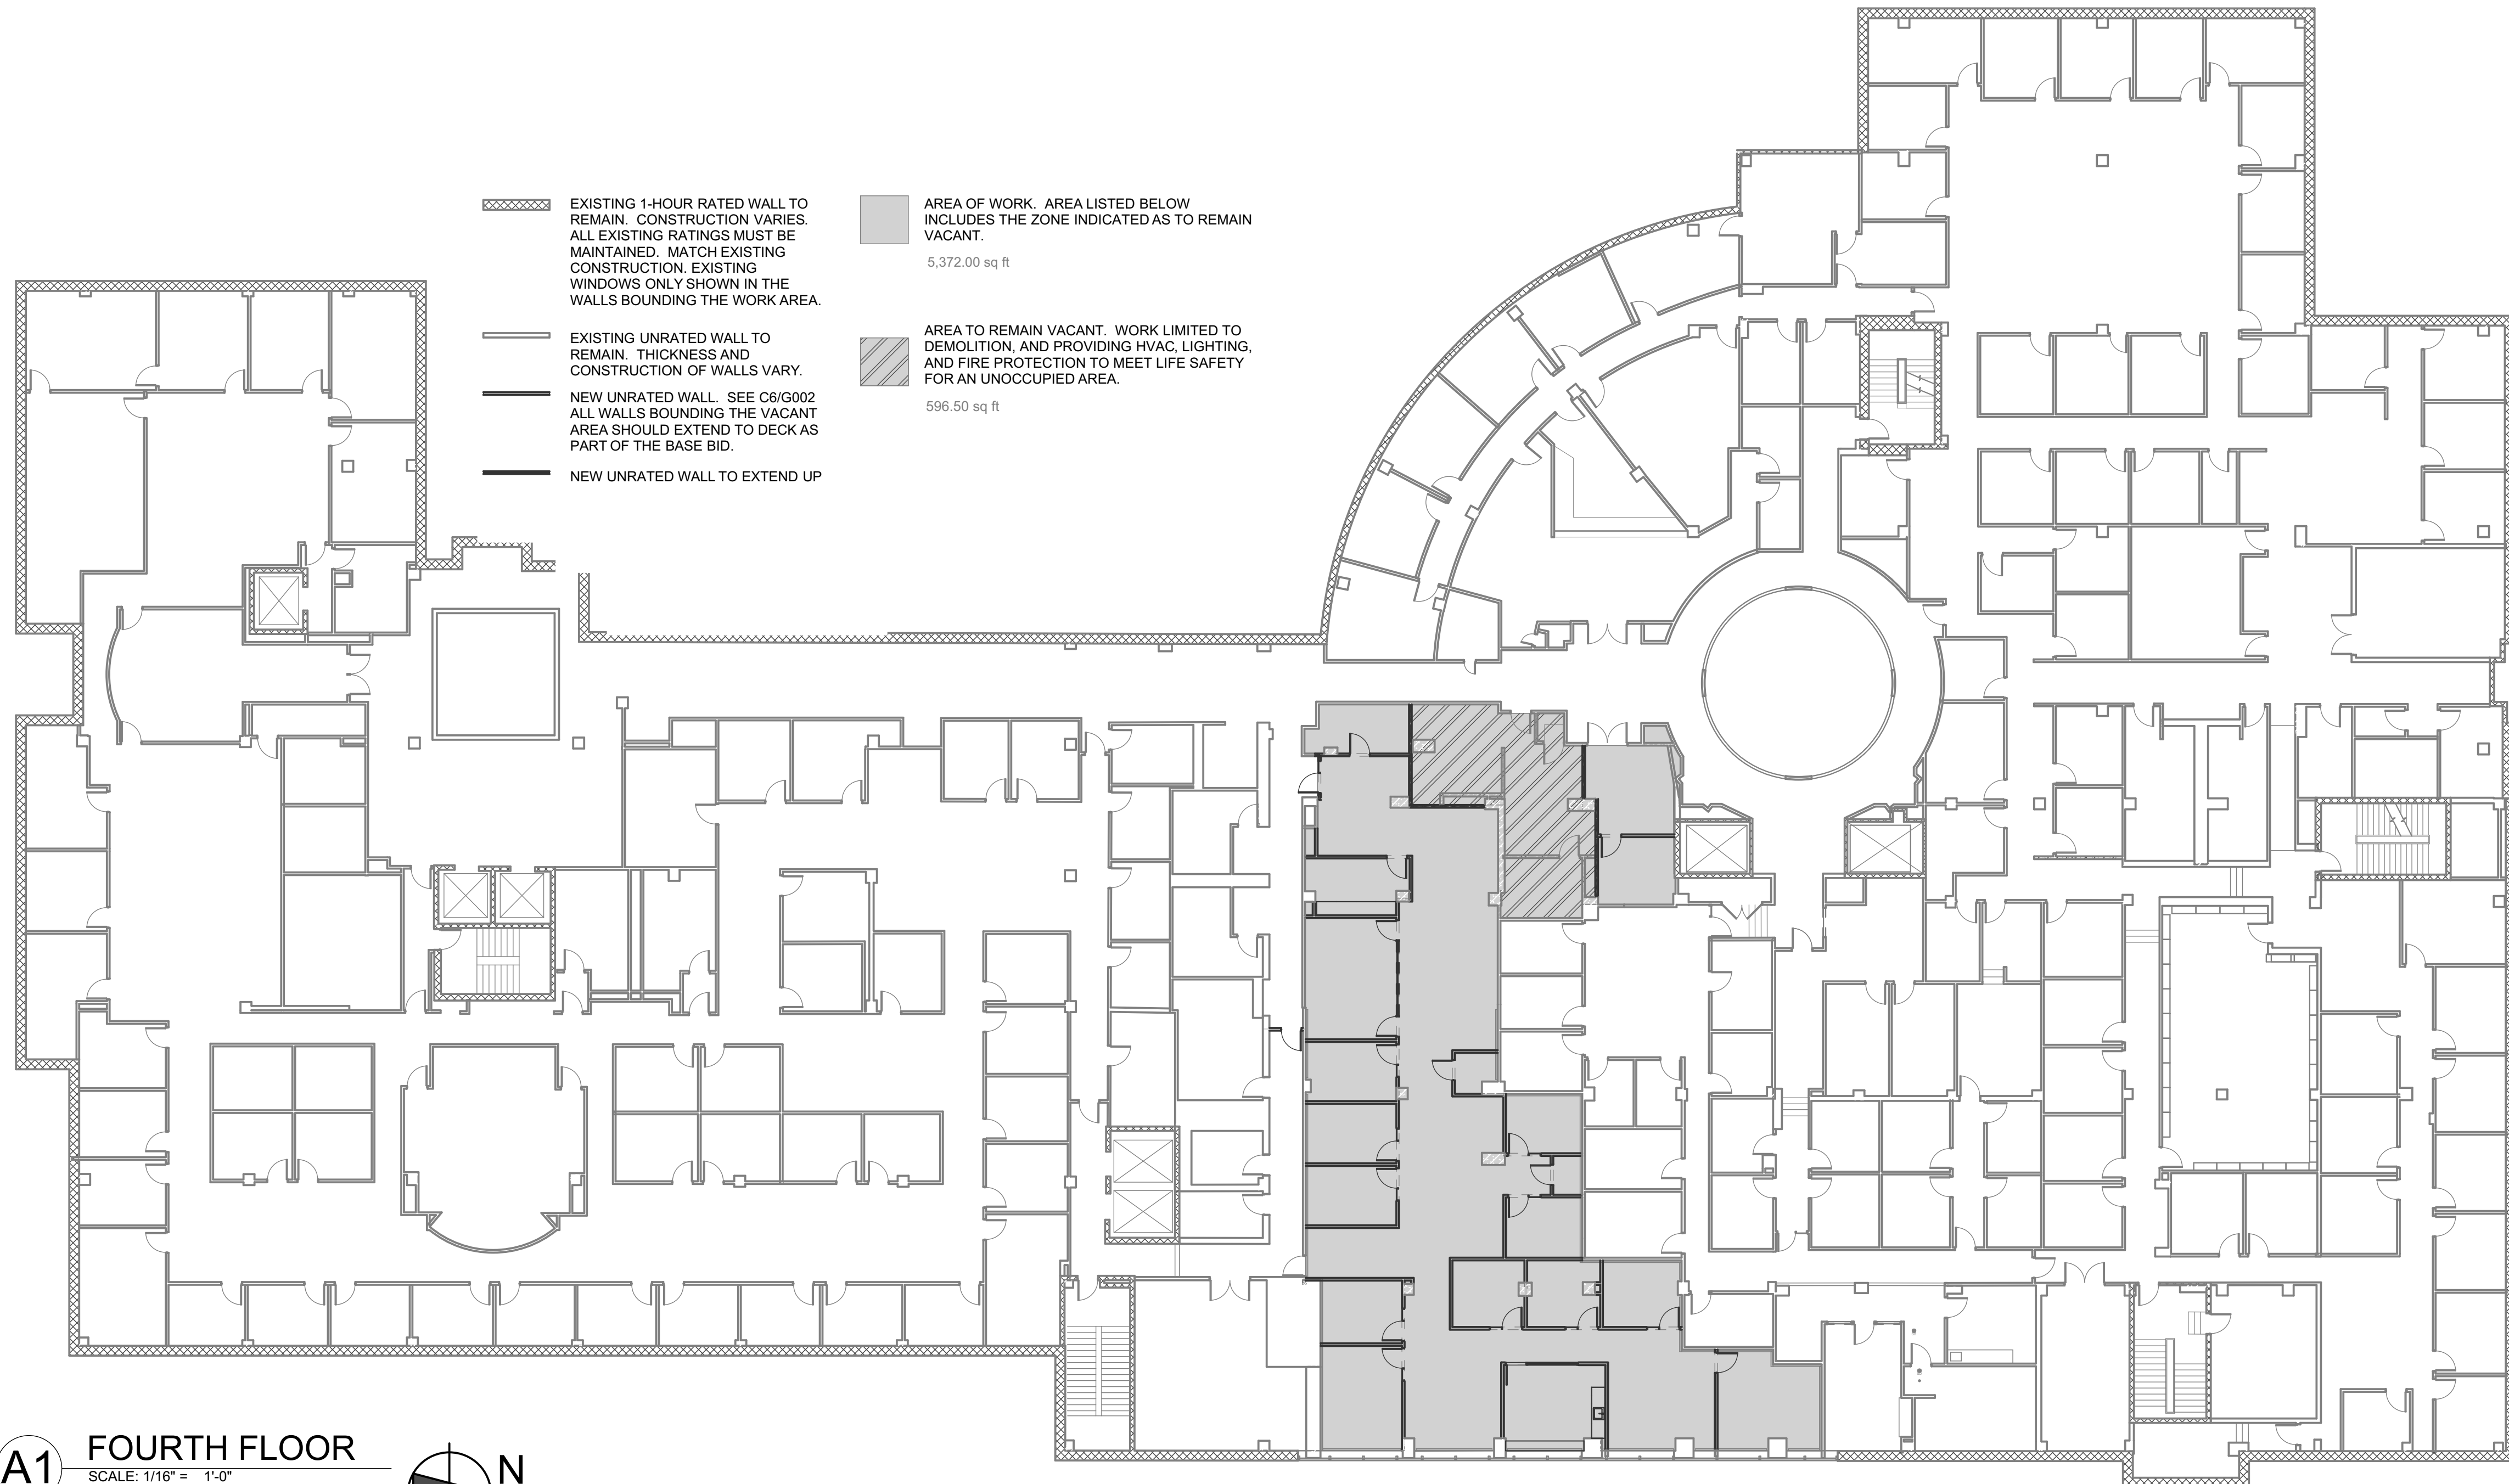 EXISTING 1-HOUR RATED WALL TO
REMAIN. CONSTRUCTION VARIES.
ALL EXISTING RATINGS MUST BE
MAINTAINED. MATCH EXISTING
CONSTRUCTION. EXISTING
WINDOWS ONLY SHOWN IN THE
WALLS BOUNDING THE WORK AREA.
EXISTING UNRATED WALL TO
REMAIN. THICKNESS AND
CONSTRUCTION OF WALLS VARY.
NEW UNRATED WALL. SEE C6/G002
ALL WALLS BOUNDING THE VACANT
AREA SHOULD EXTEND TO DECK AS
PART OF THE BASE BID.
NEW UNRATED WALL TO EXTEND UP
AREA OF WORK. AREA LISTED BELOW
INCLUDES THE ZONE INDICATED AS TO REMAIN
VACANT.
5,372.00 sq ft
AREA TO REMAIN VACANT. WORK LIMITED TO
DEMOLITION, AND PROVIDING HVAC, LIGHTING,
AND FIRE PROTECTION TO MEET LIFE SAFETY
FOR AN UNOCCUPIED AREA.
596.50 sq ft
A1
FOURTH FLOOR
SCALE: 1/16" = 1'-0"
N